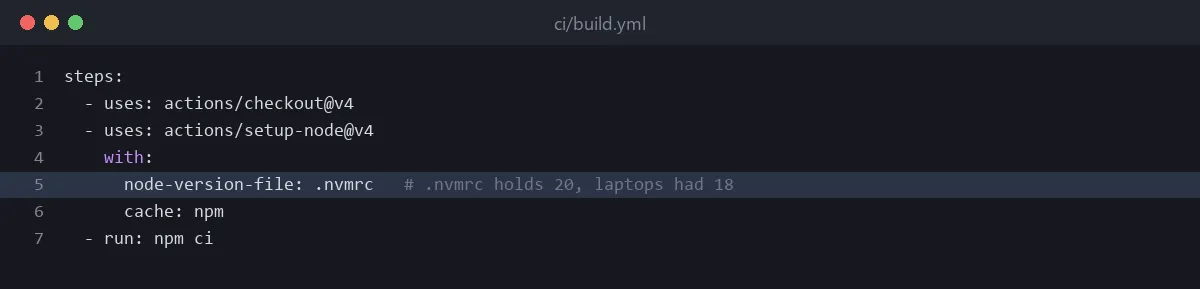 ci/build.yml
1 steps:
2   - uses: actions/checkout@v4
3   - uses: actions/setup-node@v4
4     with:
5       node-version-file: .nvmrc   # .nvmrc holds 20, laptops had 18
6       cache: npm
7   - run: npm ci